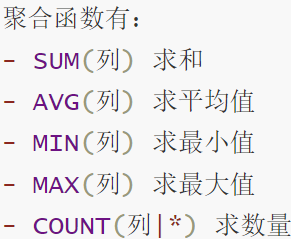 聚合函数有：
- SUM(列) 求和
- AVG(列) 求平均值
- MIN(列) 求最小值
- MAX(列) 求最大值
- COUNT(列|*) 求数量